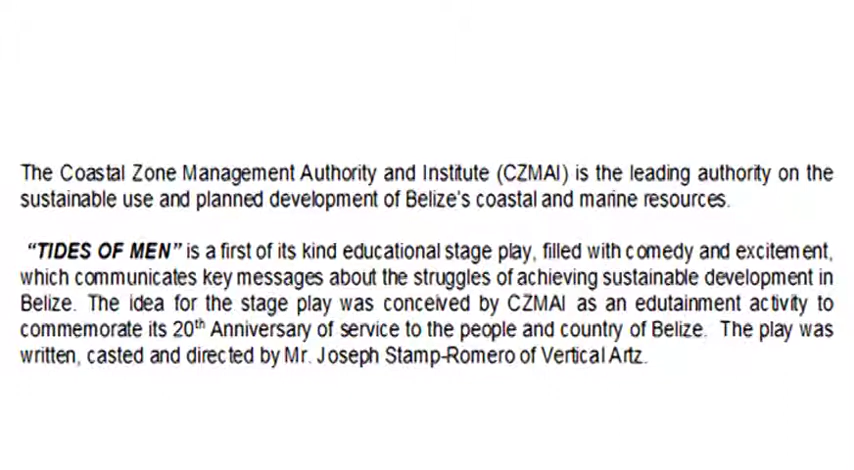 The Coastal Zone Management Authority and Institute (CZMAI) is the leading authority on the
sustainable use and planned development of Belize's coastal and marine resources.
“TIDES OF MEN” is a first of its kind educational stage play, filled with comedy and excitement,
which communicates key messages about the struggles of achieving sustainable development in
Belize. The idea for the stage play was conceived by CZMAI as an edutainment activity to
commemorate its 20th Anniversary of service to the people and country of Belize. The play was
written, casted and directed by Mr. Joseph Stamp-Romero of Vertical Artz.